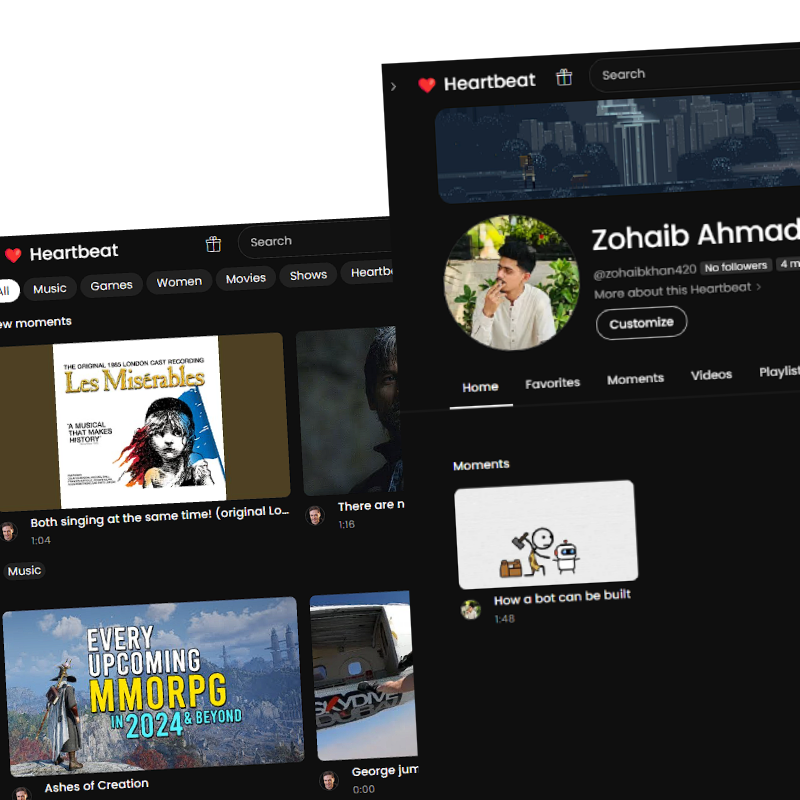 Heartbeat
Search
All
Music
Games
Women
Movies
Shows
Heartbe
ew moments
THE ORIGINAL 1985 LONDON CAST RECORDING
Les Misérables
"A MUSICAL
THAT MAKES
HISTORY"
Both singing at the same time! (original Lo...
1:04
There are n
1:16
Music
EVERY
UPCOMING
MMORPG
IN 2024 & BEYOND
Ashes of Creation
SKYDIVE
DUBAI
George jum
0:00
Heartbeat
Search
Zohaib Ahmad
@zohaibkhan420 No followers 4 m
More about this Heartbeat
Customize
Home
Favorites
Moments
Videos
Playlist
Moments
How a bot can be built
1:48